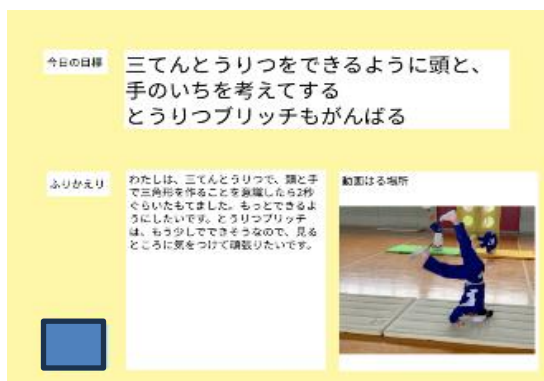 今日の目標
三てんとうりつをできるように頭と、
手のいちを考えてする
とうりつブリッチもがんばる
ふりかえり
わたしは、三てんとうりつで、頭と手
で三角形を作ることを意識したら2秒
ぐらいたもてました。もっとできるよ
うにしたいです。とうりつブリッチ
は、もう少しでできそうなので、見る
ところに気をつけて頑張りたいです。
動画はる場所